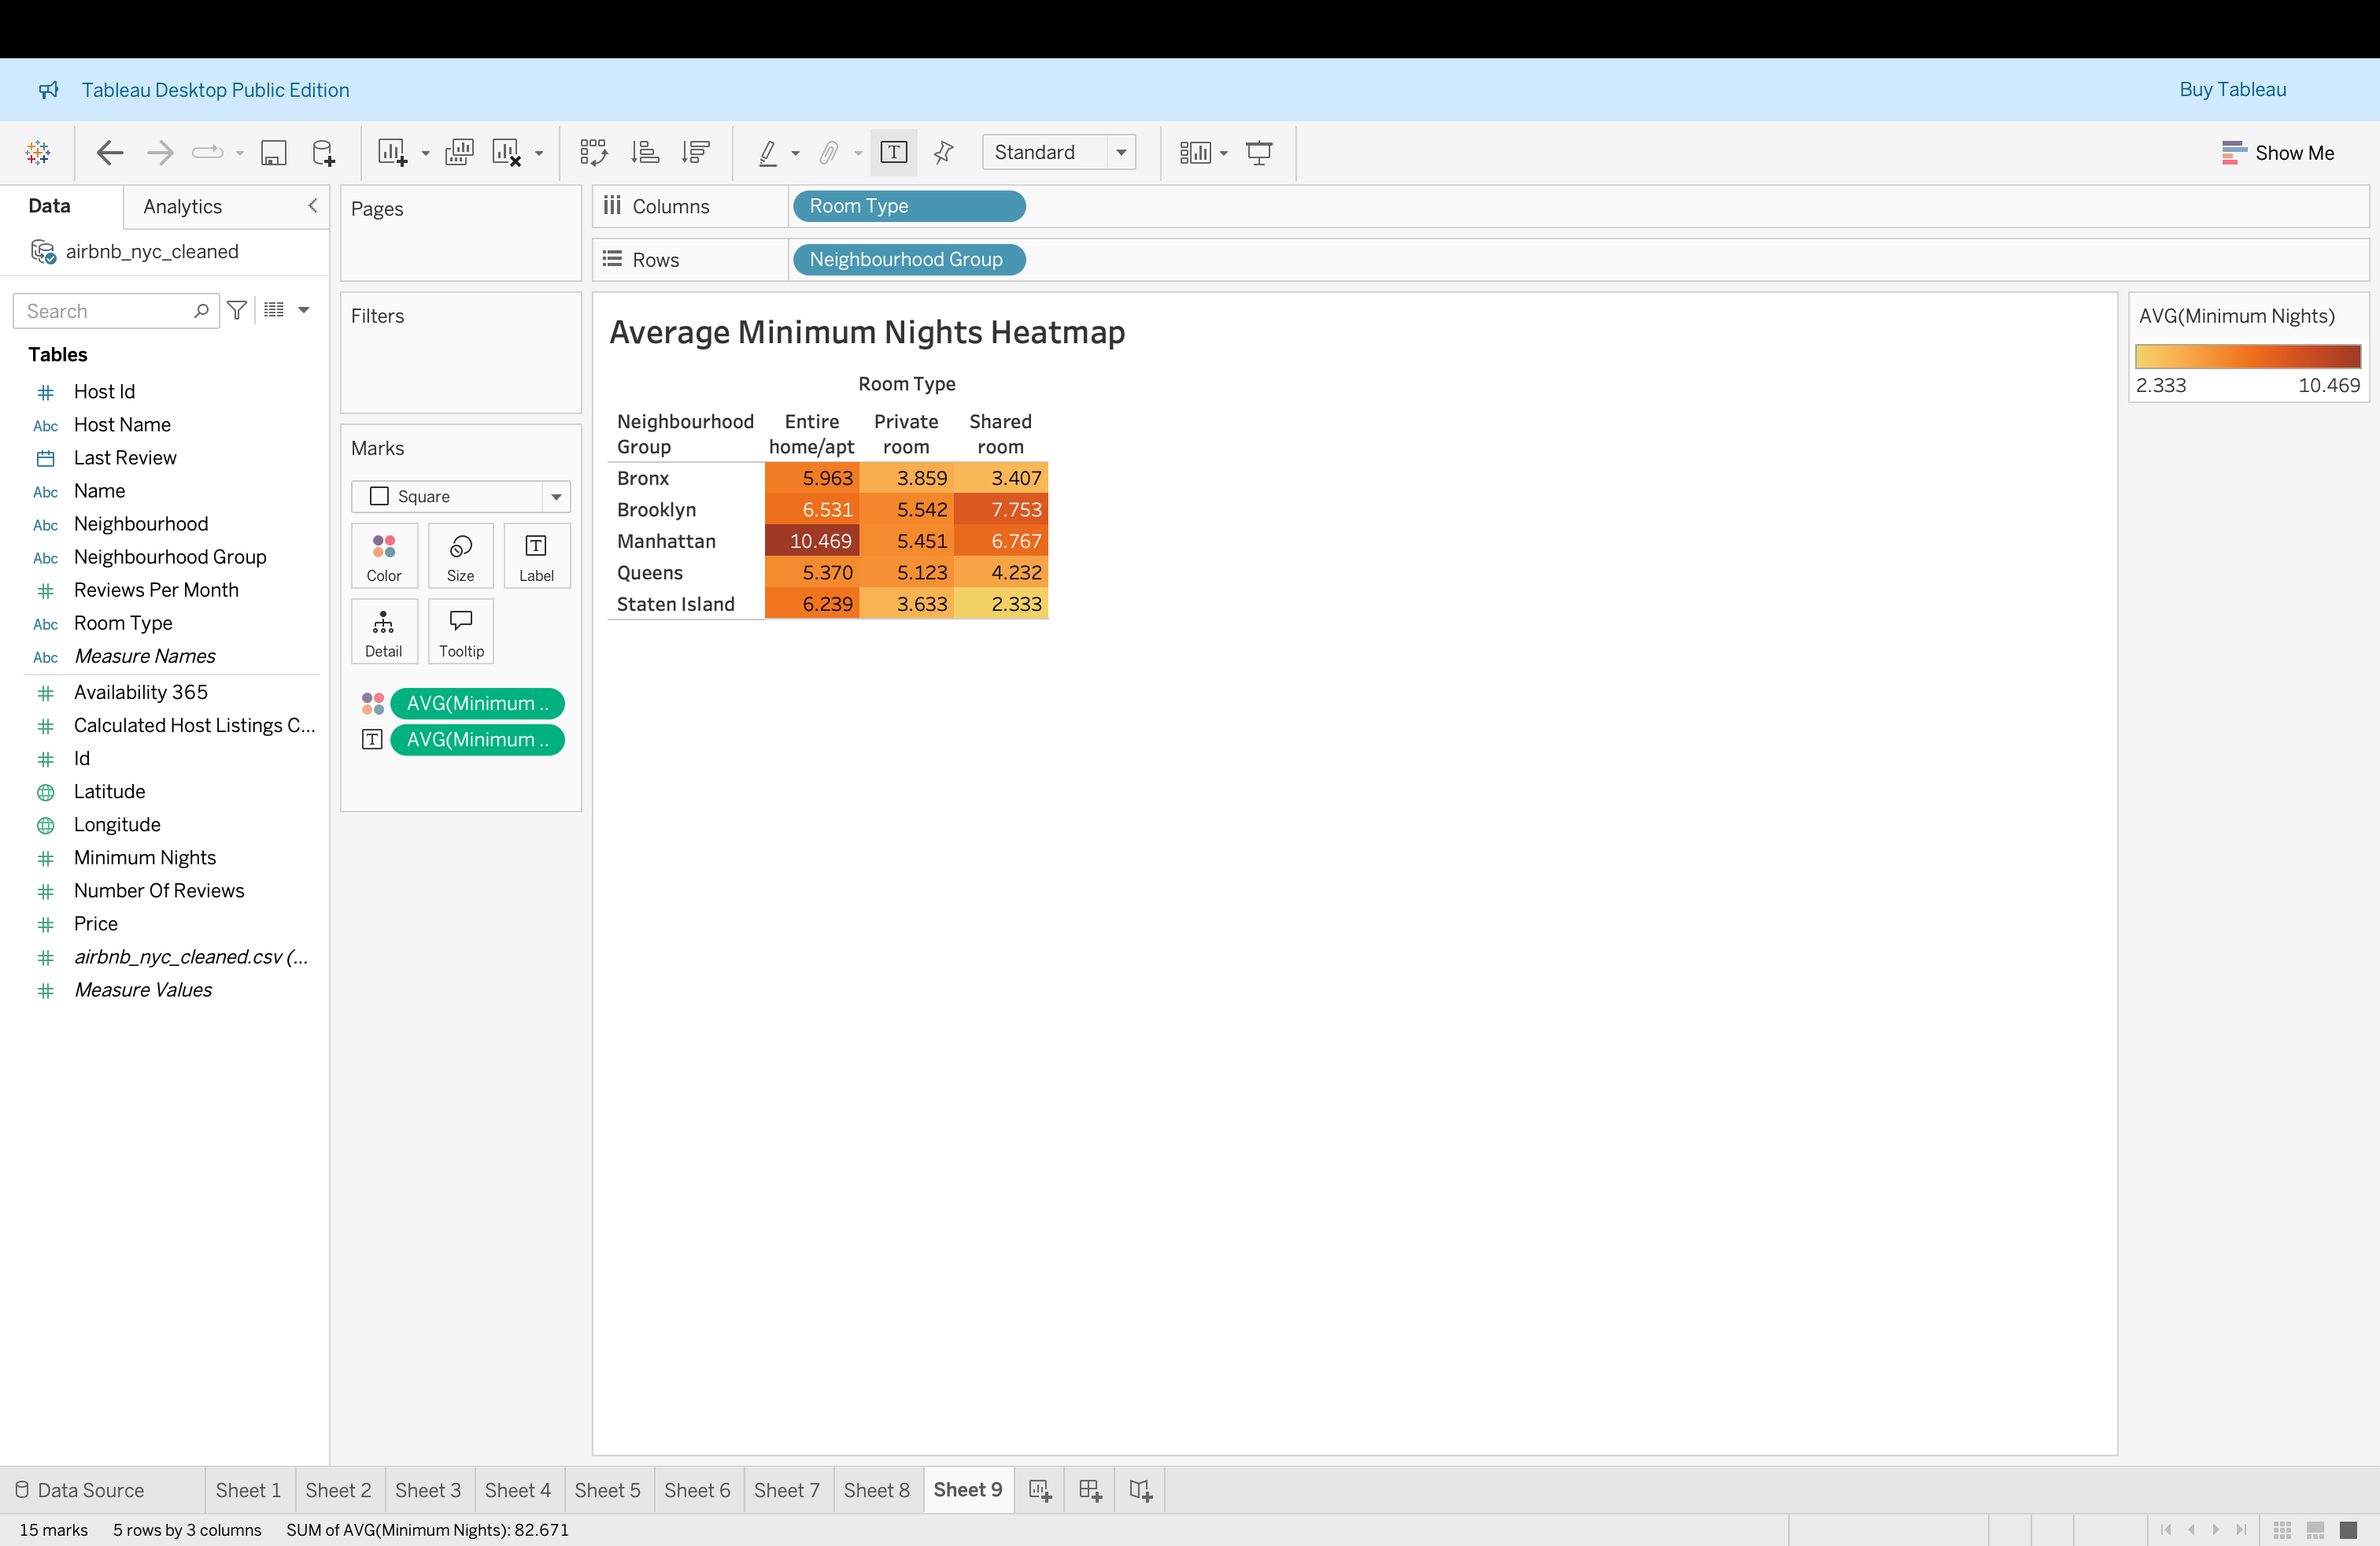 Tableau Desktop Public Edition
Buy Tableau
Standard
Show Me
Data
Analytics
airbnb_nyc_cleaned
Search
Tables
Host Id
Abc Host Name
Last Review
Abc Name
Abc Neighbourhood
Abc Neighbourhood Group
Reviews Per Month
Abc Room Type
Abc Measure Names
Availability 365
Calculated Host Listings C...
Id
Latitude
Longitude
Minimum Nights
Number Of Reviews
Price
airbnb_nyc_cleaned.csv (...
Measure Values
Pages
Filters
Marks
Square
Color
Size
T
Label
Detail
Tooltip
AVG(Minimum ..
T AVG(Minimum ..
Columns
Room Type
Rows
Neighbourhood Group
Average Minimum Nights Heatmap
Room Type
Neighbourhood Entire Private Shared
Group home/apt room room
Bronx 5.963 3.859 3.407
Brooklyn 6.531 5.542 7.753
Manhattan 10.469 5.451 6.767
Queens 5.370 5.123 4.232
Staten Island 6.239 3.633 2.333
AVG(Minimum Nights)
2.333 10.469
Data Source
Sheet 1
Sheet 2
Sheet 3
Sheet 4
Sheet 5
Sheet 6
Sheet 7
Sheet 8
Sheet 9
15 marks
5 rows by 3 columns
SUM of AVG(Minimum Nights): 82.671